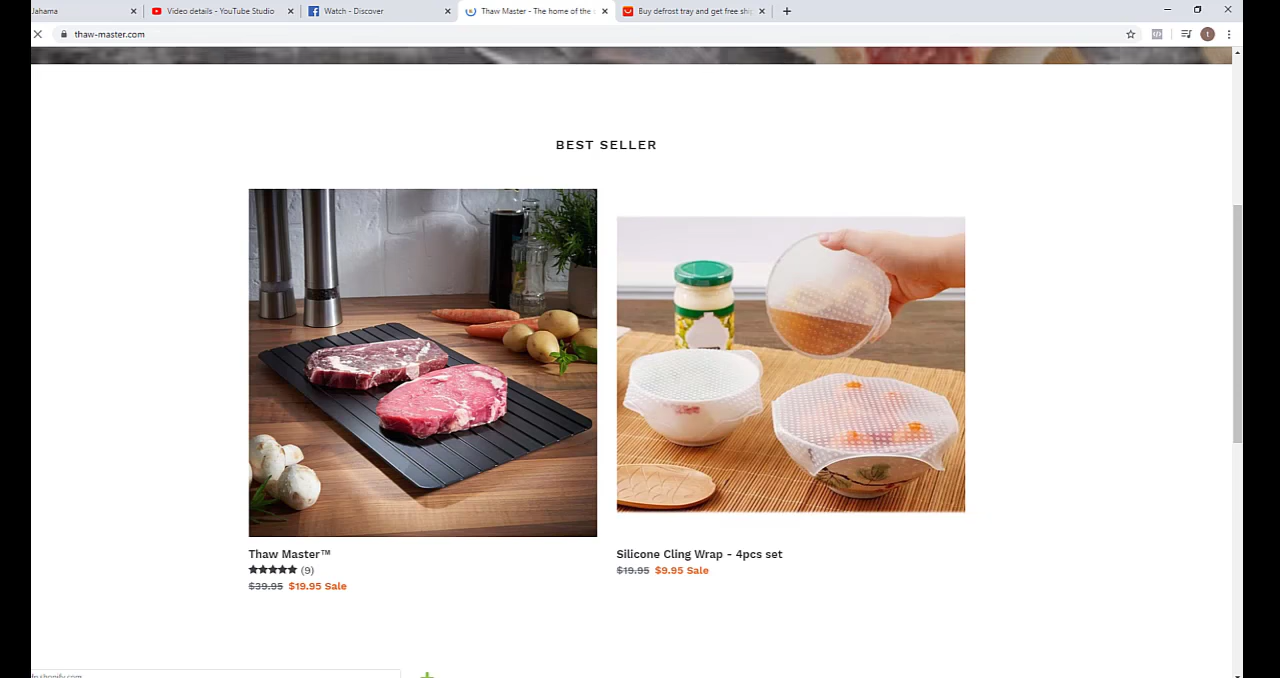 Jahama
Video details - YouTube Studio
Watch - Discover
Thaw Master - The home of the
Buy defrost tray and get free shi
thaw-master.com
t
BEST SELLER
Thaw Master™
(9)
$39.95 $19.95 Sale
Silicone Cling Wrap - 4pcs set
$19.95 $9.95 Sale